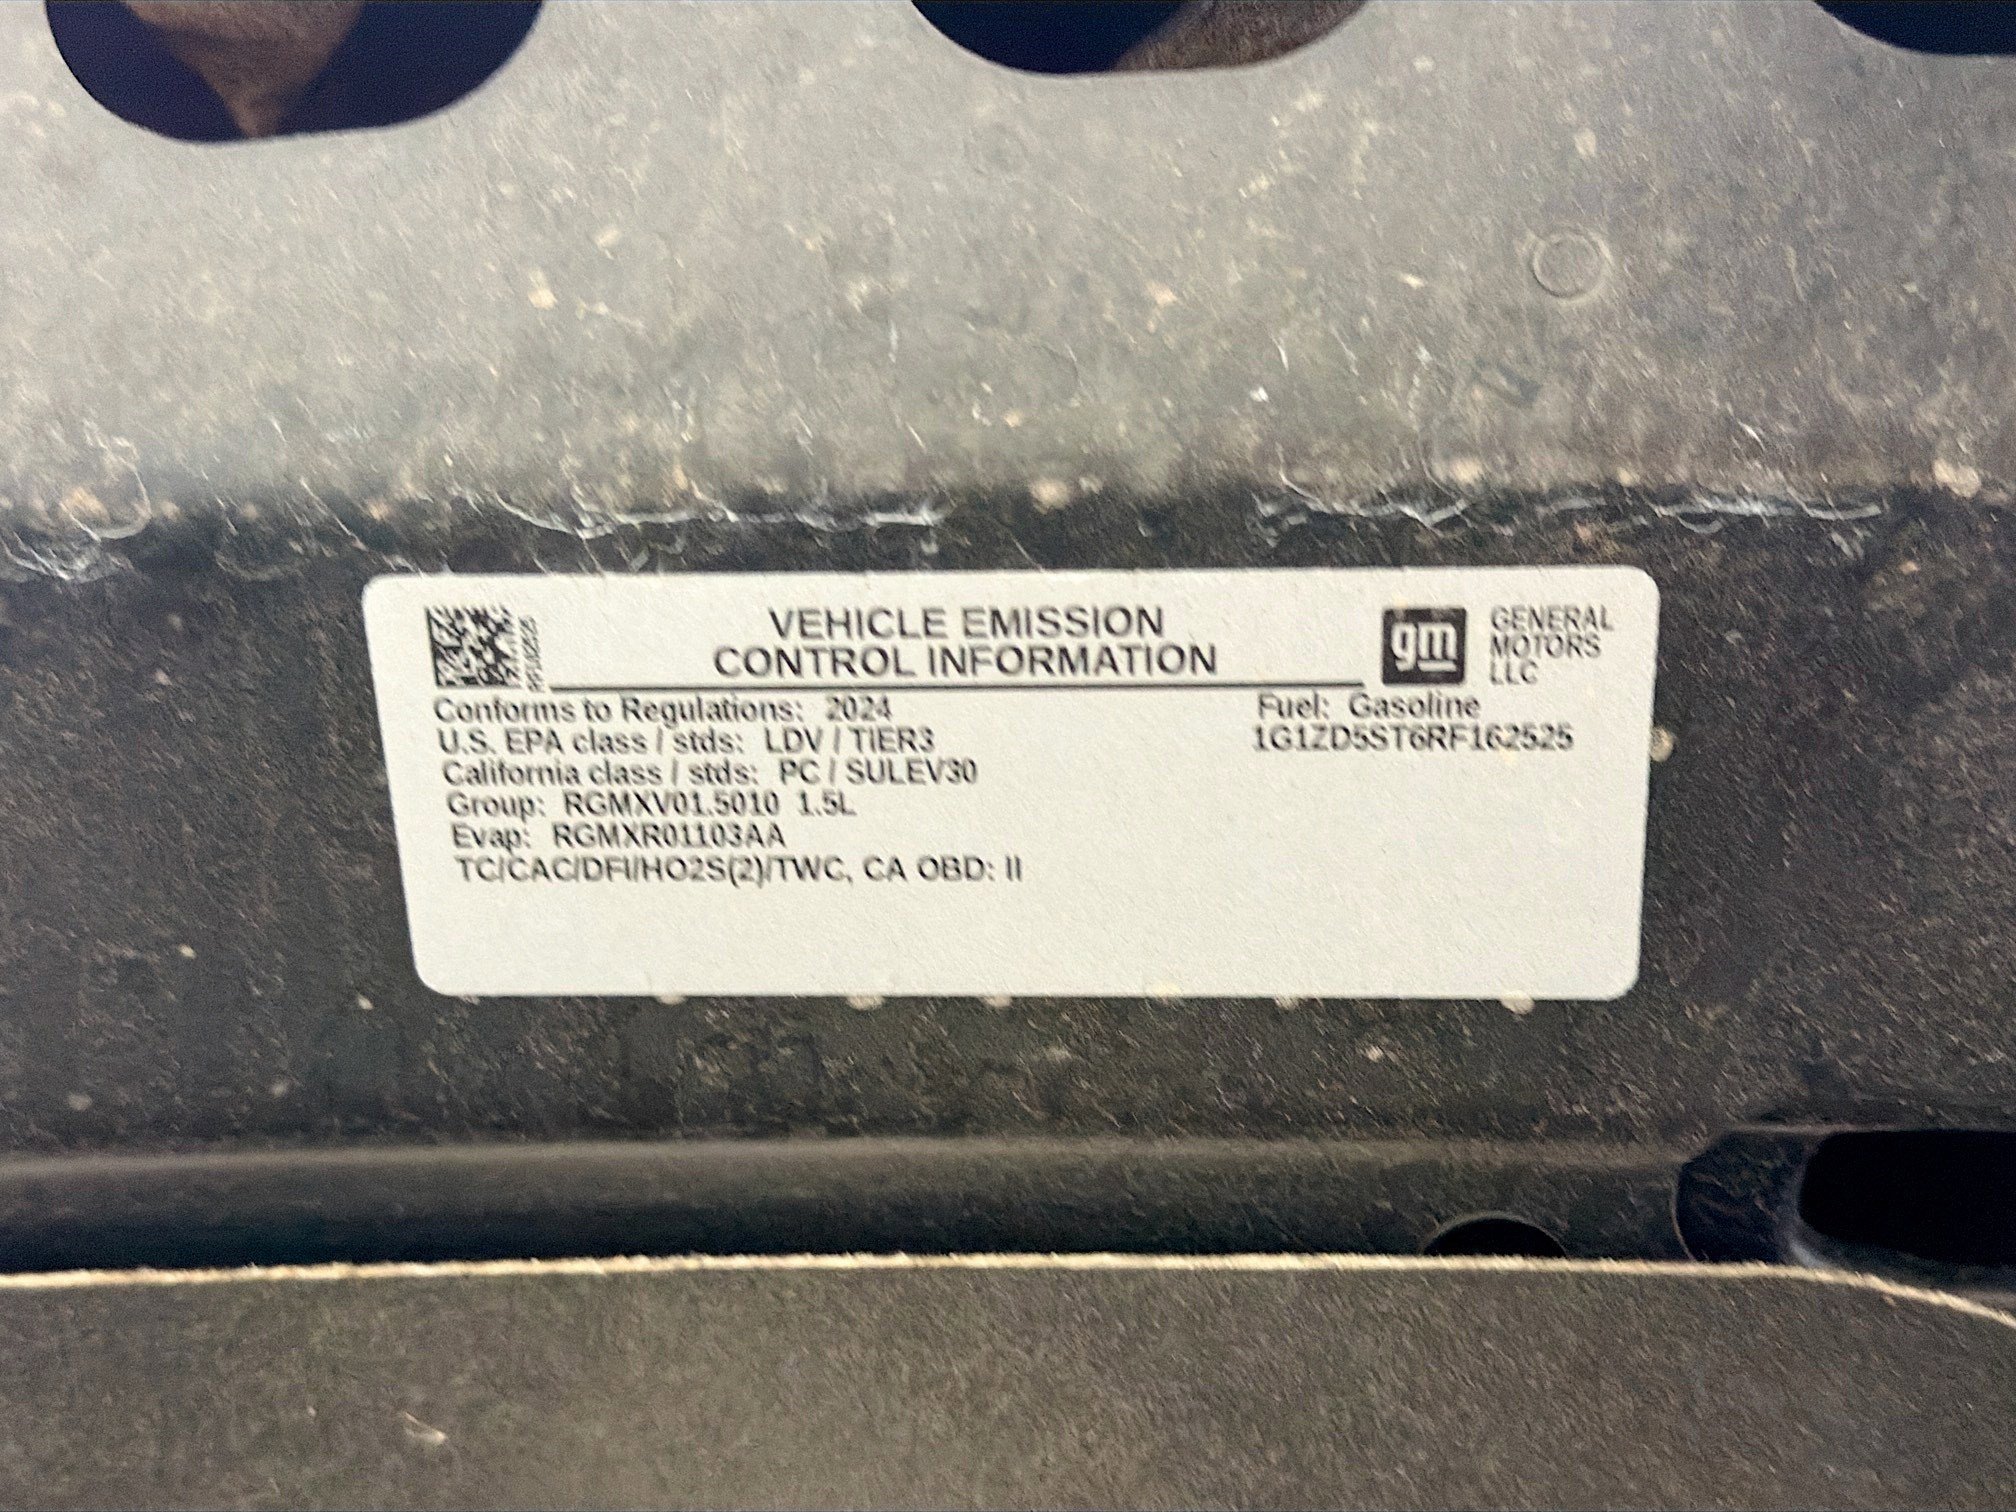 VEHICLE EMISSION
CONTROL INFORMATION
gm
GENERAL
MOTORS
LLC
RF162525
Conforms to Regulations: 2024
Fuel: Gasoline
U.S. EPA class / stds: LDV / TIER3
1G1ZD5ST6RF162525
California class / stds: PC / SULEV30
Group: RGMXV01.5010 1.5L
Evap: RGMXR01103AA
TC/CAC/DFI/HO2S(2)/TWC, CA OBD: II